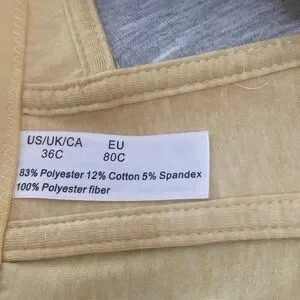 US/UK/CA EU
36C 80C
83% Polyester 12% Cotton 5% Spandex
100% Polyester fiber